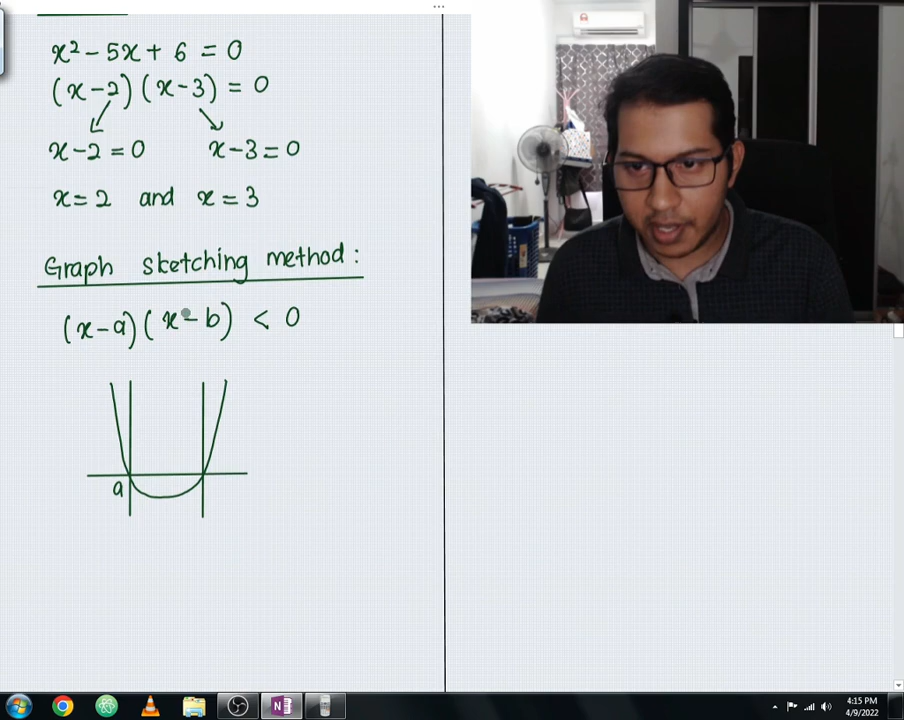 x² - 5x + 6 = 0
(x-2)(x-3) = 0
x-2=0 x-3=0
x=2 and x=3
Graph sketching method:
(x-a)(x-b) < 0
a
4:15 PM
4/9/2022